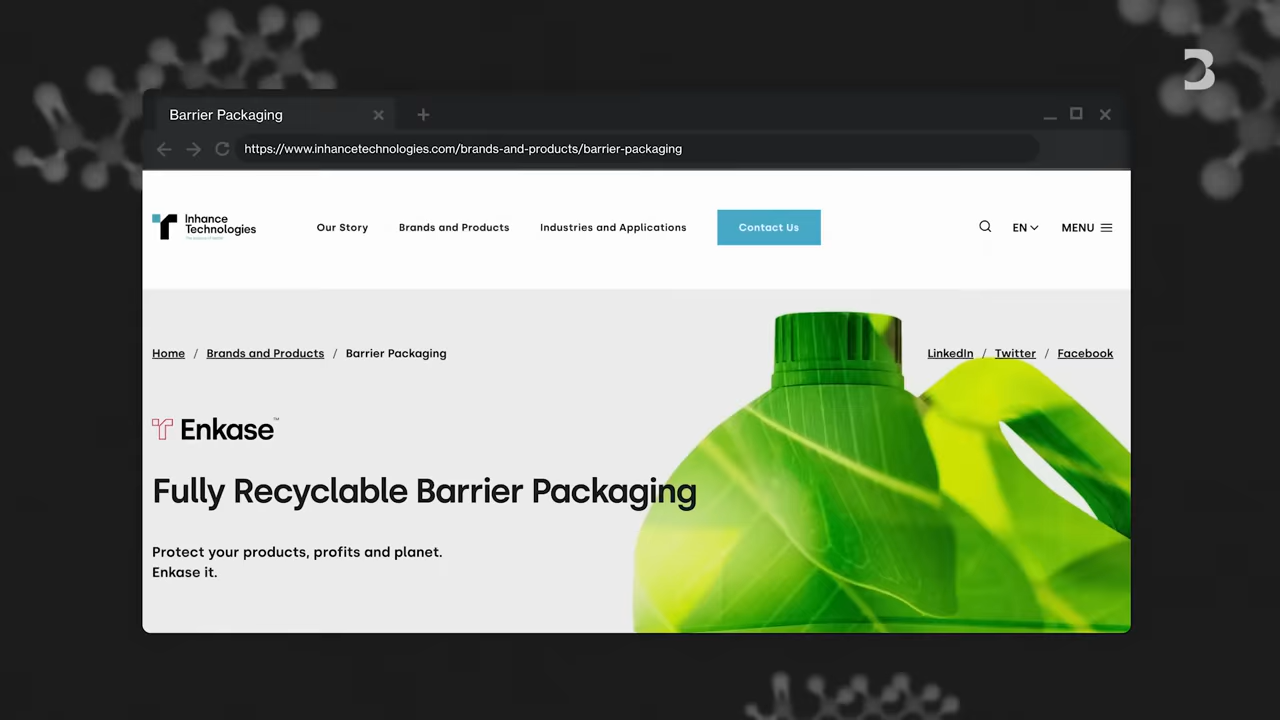 Barrier Packaging
https://www.inhancetechnologies.com/brands-and-products/barrier-packaging
Inhance
Technologies
Our Story
Brands and Products
Industries and Applications
Contact Us
EN
MENU
Home / Brands and Products / Barrier Packaging
LinkedIn / Twitter / Facebook
Enkase™
Fully Recyclable Barrier Packaging
Protect your products, profits and planet.
Enkase it.